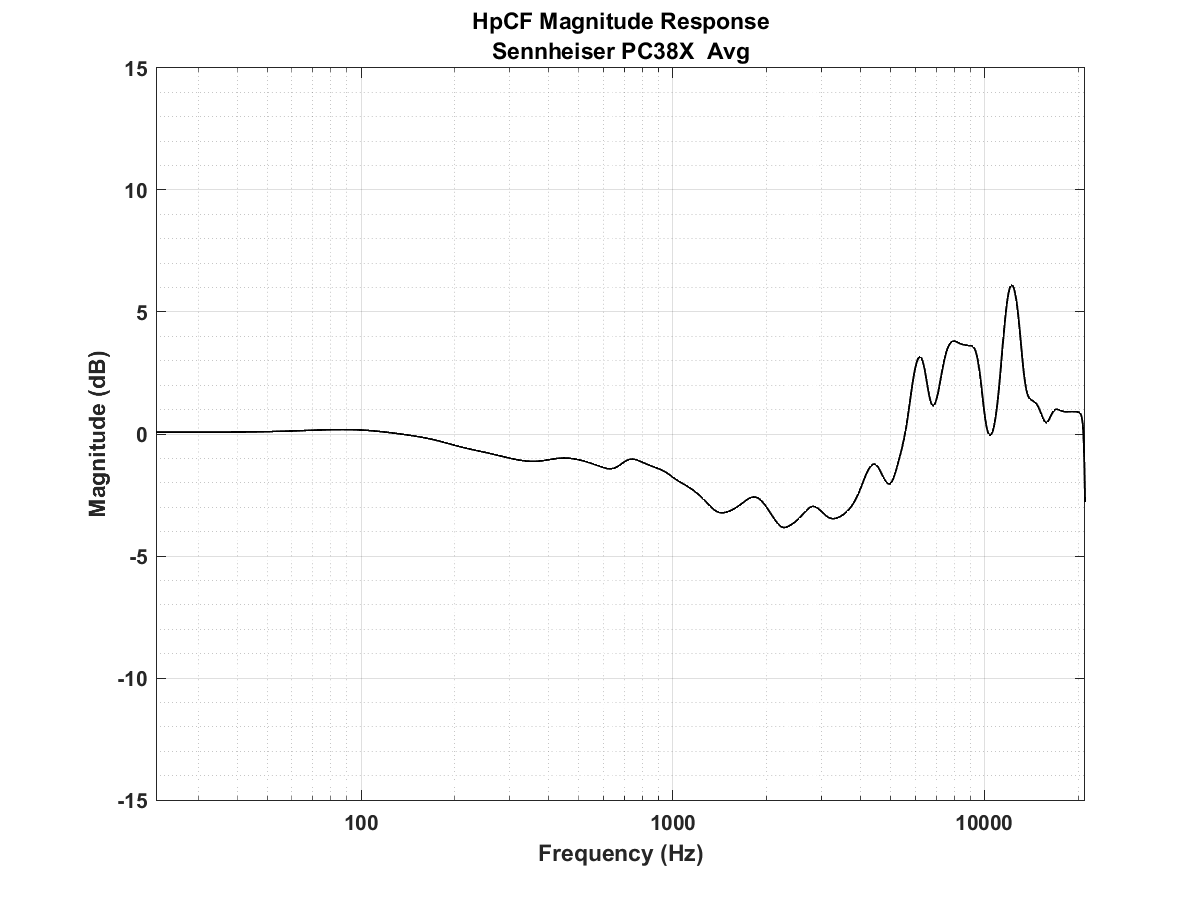 HpCF Magnitude Response
Sennheiser PC38X  Avg
15
10
5
0
-5
-10
-15
Magnitude (dB)
100
1000
10000
Frequency (Hz)